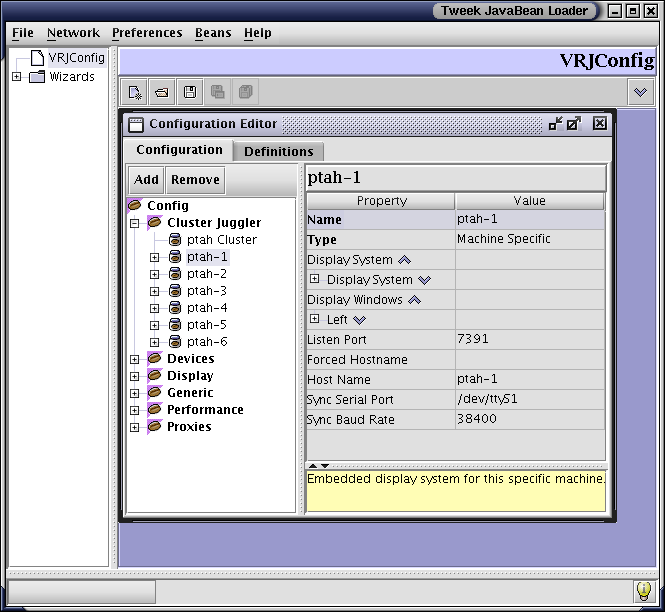 Tweek JavaBean Loader
File Network Preferences Beans Help
VRJConfig
Wizards
VRJConfig
Configuration Editor
Configuration Definitions
Add Remove
Config
Cluster Juggler
ptah Cluster
ptah-1
ptah-2
ptah-3
ptah-4
ptah-5
ptah-6
Devices
Display
Generic
Performance
Proxies
ptah-1
Property Value
Name ptah-1
Type Machine Specific
Display System
Display System
Display Windows
Left
Listen Port 7391
Forced Hostname
Host Name ptah-1
Sync Serial Port /dev/ttyS1
Sync Baud Rate 38400
Embedded display system for this specific machine.